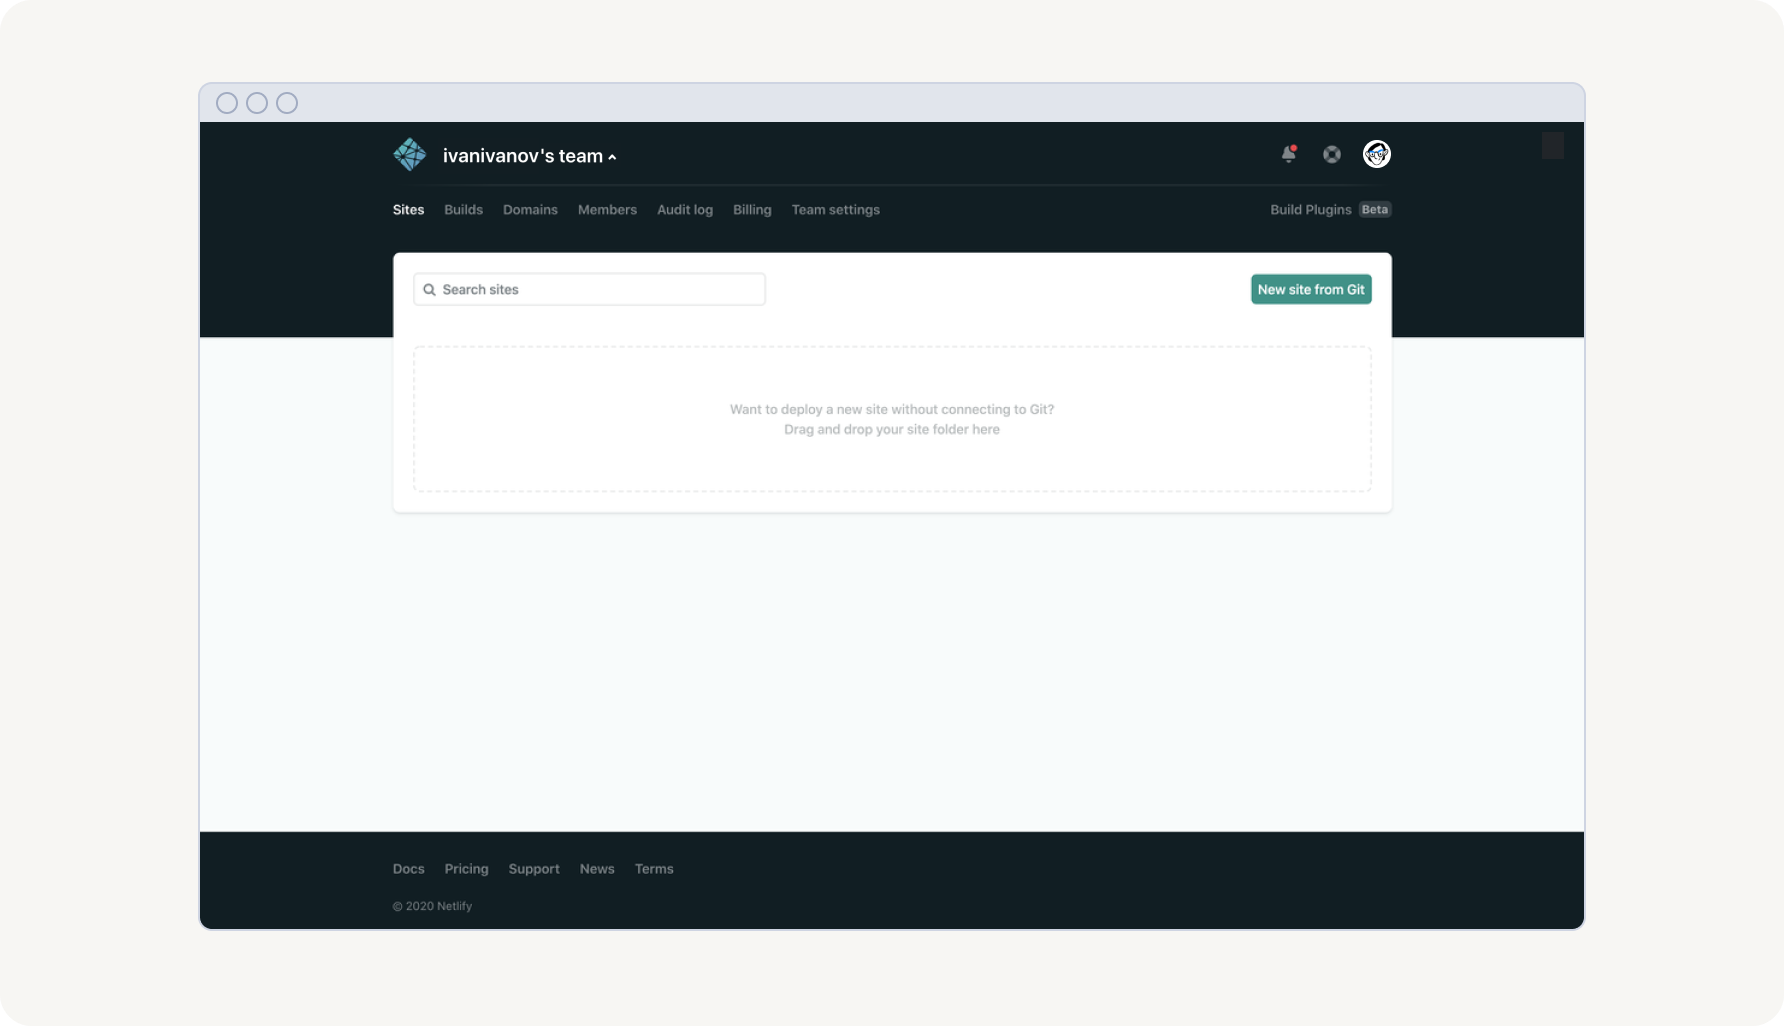 ivanivanov's team
Sites Builds Domains Members Audit log Billing Team settings Build Plugins Beta
Search sites New site from Git
Want to deploy a new site without connecting to Git?
Drag and drop your site folder here
Docs Pricing Support News Terms
© 2020 Netlify